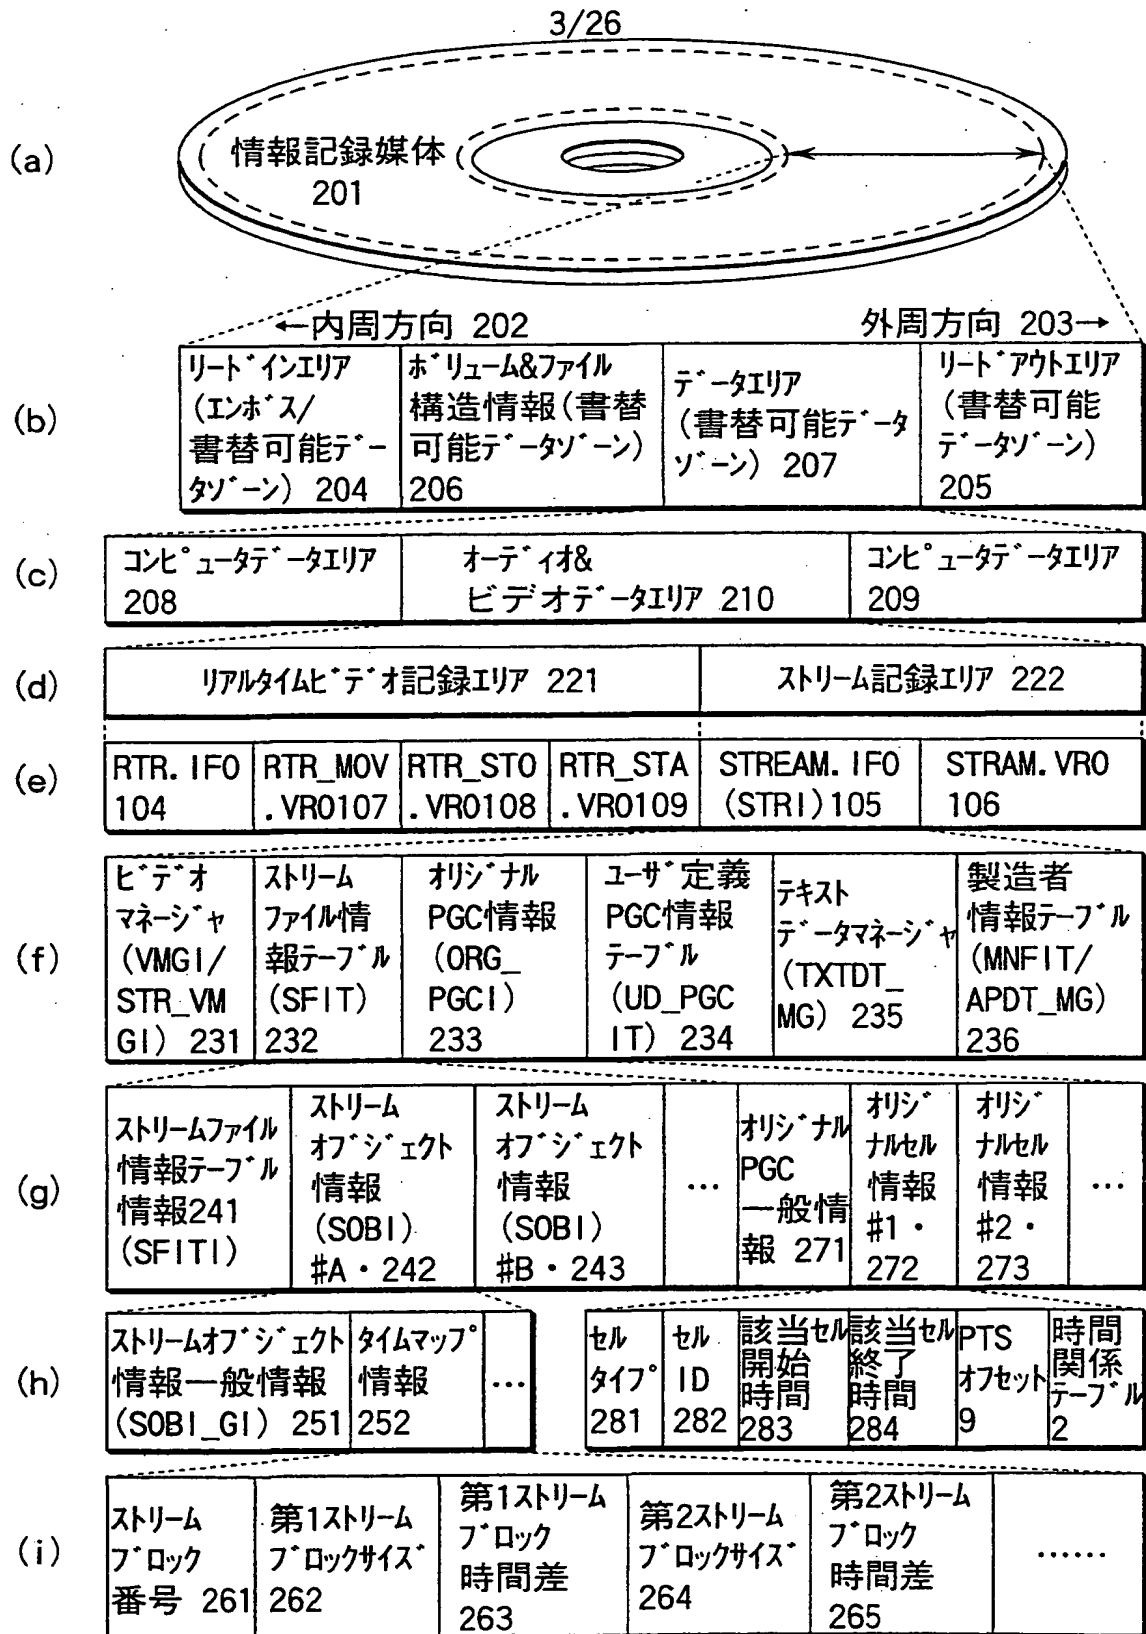 3/26
(a)
情報記録媒体
201
←内周方向 202
外周方向 203→
(b)
リードインエリア
(エンボス/
書替可能デー
タゾーン) 204
ボリューム&ファイル
構造情報(書替
可能データゾーン)
206
データエリア
(書替可能データ
ゾーン) 207
リードアウトエリア
(書替可能
データゾーン)
205
(c)
コンピュータデータエリア
208
オーディオ&
ビデオデータエリア 210
コンピュータデータエリア
209
(d)
リアルタイムビデオ記録エリア 221
ストリーム記録エリア 222
(e)
RTR.IFO
104
RTR_MOV
.VRO107
RTR_STO
.VRO108
RTR_STA
.VRO109
STREAM.IFO
(STRI)105
STRAM.VRO
106
(f)
ビデオ
マネージャ
(VMGI/
STR_VM
GI) 231
ストリーム
ファイル情
報テーブル
(SFIT)
232
オリジナル
PGC情報
(ORG_
PGCI)
233
ユーザ定義
PGC情報
テーブル
(UD_PGC
IT) 234
テキスト
データマネージャ
(TXTDT_
MG) 235
製造者
情報テーブル
(MNFIT/
APDT_MG)
236
(g)
ストリームファイル
情報テーブル
情報241
(SFITI)
ストリーム
オブジェクト
情報
(SOBI)
#A・242
ストリーム
オブジェクト
情報
(SOBI)
#B・243
…
オリジナル
PGC
一般情
報 271
オリジ
ナルセル
情報
#1・
272
オリジ
ナルセル
情報
#2・
273
…
(h)
ストリームオブジェクト
情報一般情報
(SOBI_GI) 251
タイムマップ
情報
252
…
セル
タイプ
281
セル
ID
282
該当セル
開始
時間
283
該当セル
終了
時間
284
PTS
オフセット
9
時間
関係
テーブル
2
(i)
ストリーム
ブロック
番号 261
第1ストリーム
ブロックサイズ
262
第1ストリーム
ブロック
時間差
263
第2ストリーム
ブロックサイズ
264
第2ストリーム
ブロック
時間差
265
……